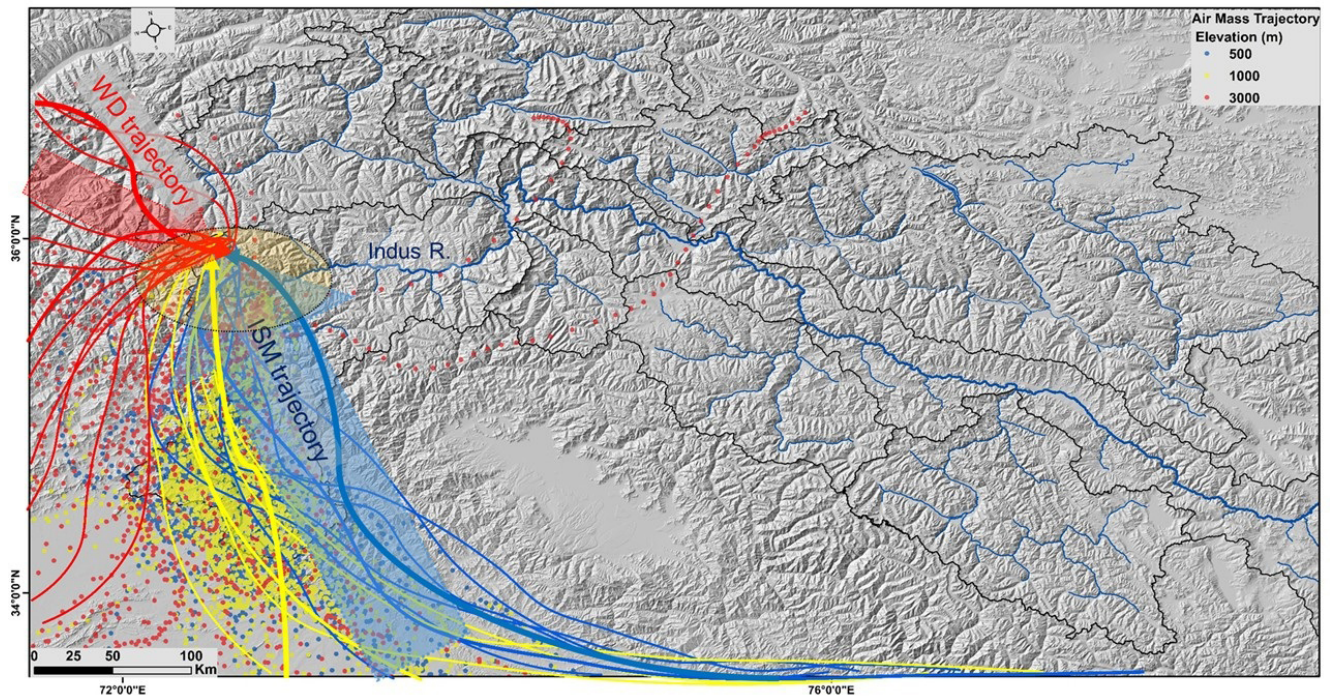 Air Mass Trajectory
Elevation (m)
500
1000
3000
N
E
S
WD trajectory
36°0'0"N
Indus R.
ISM trajectory
34°0'0"N
0 25 50 100
Km
72°0'0"E
76°0'0"E